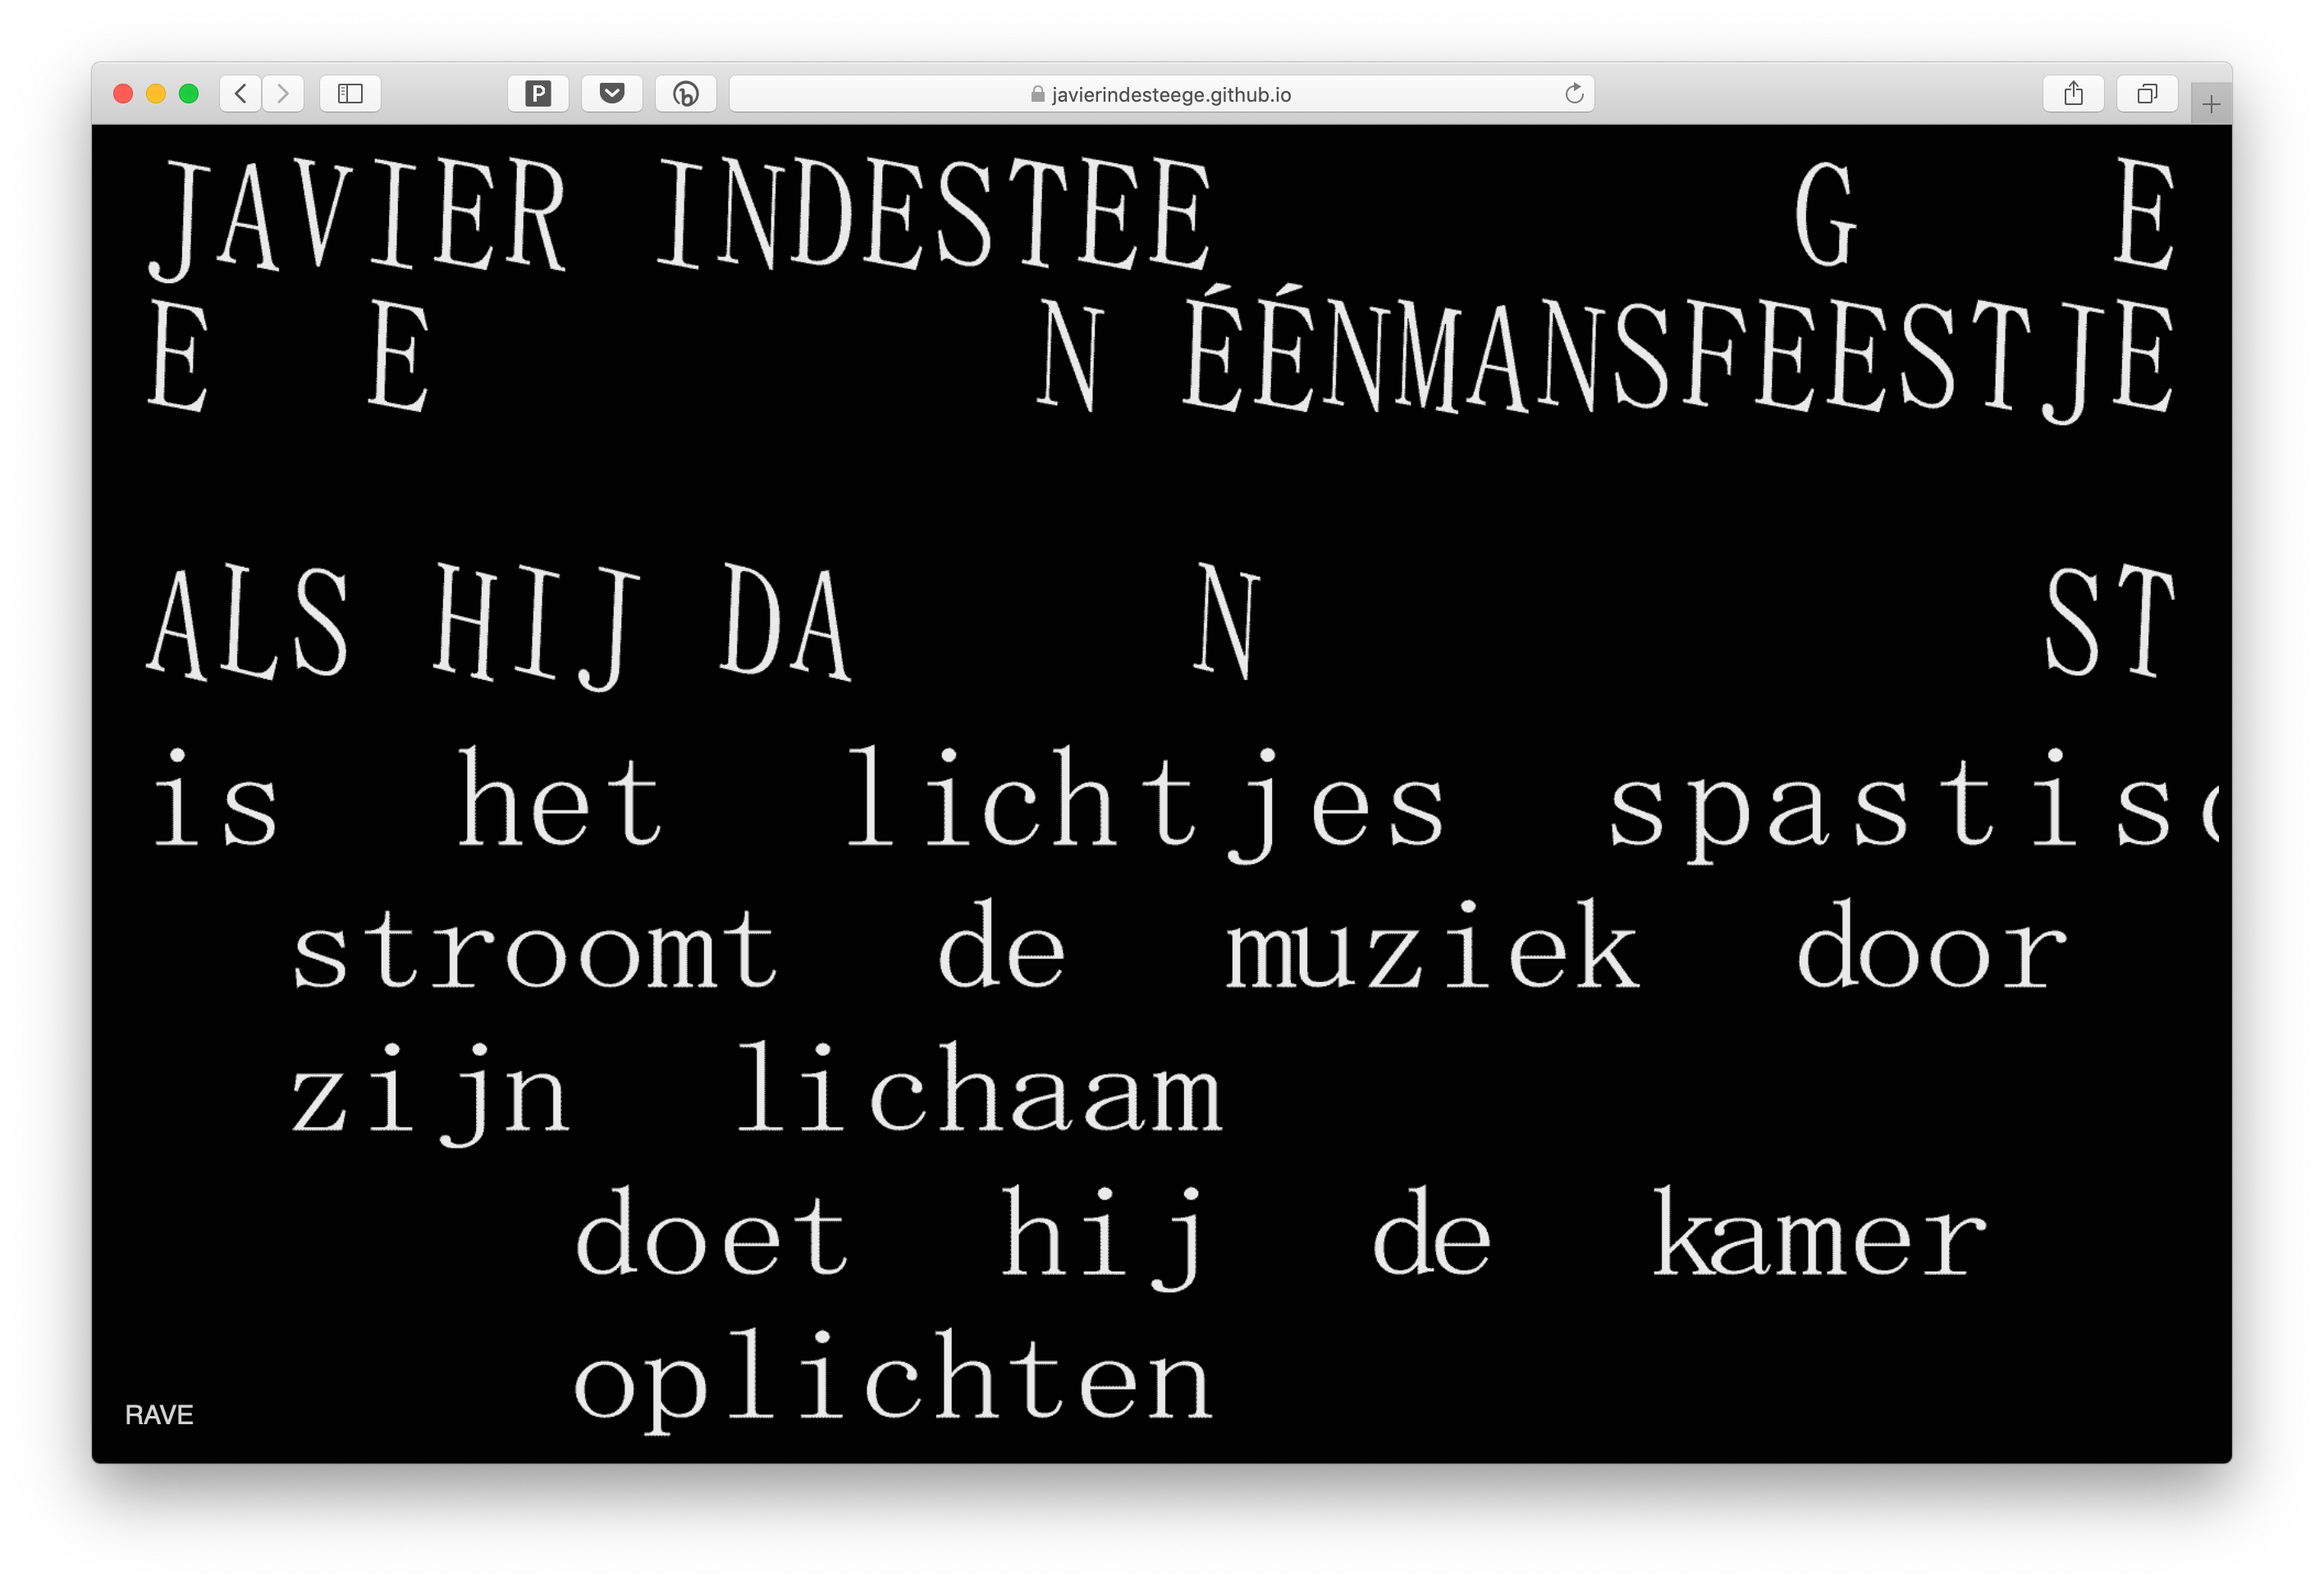 javierindesteege.github.io
JAVIER INDESTEE G E
E E N ÉÉNMANSFEESTJE
ALS HIJ DA N ST
is het lichtjes spastisc
stroomt de muziek door
zijn lichaam
doet hij de kamer
oplichten
RAVE